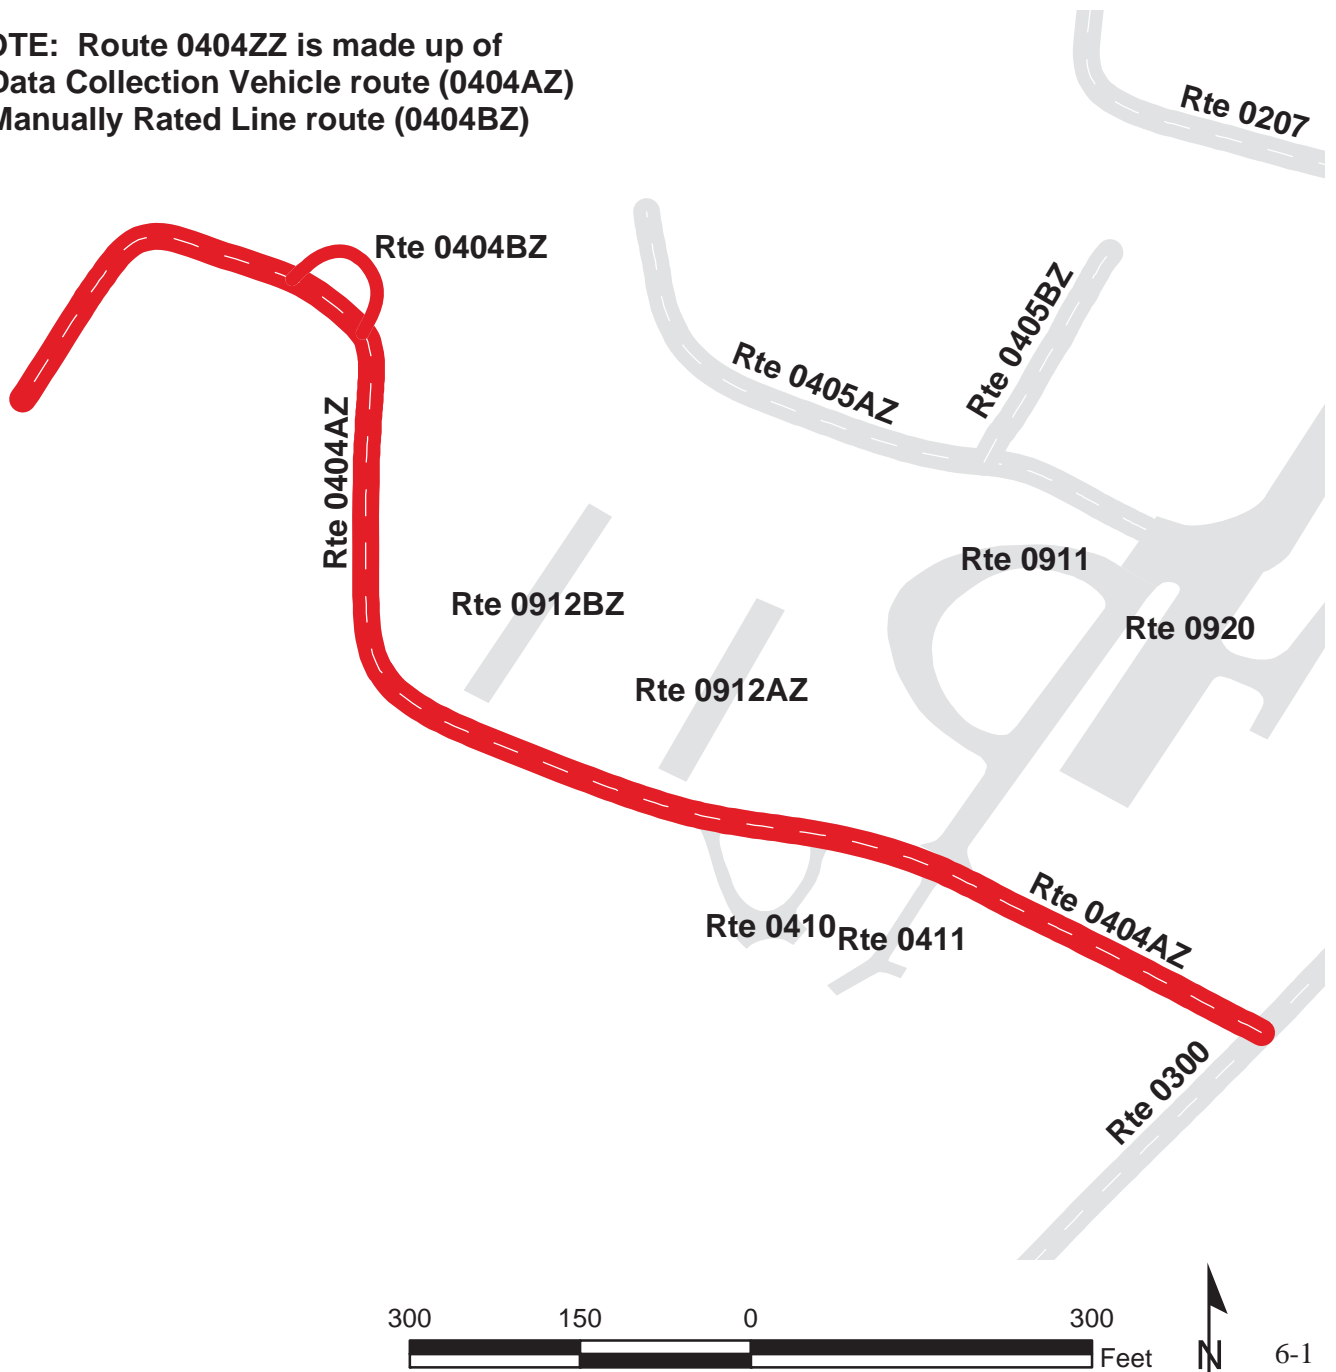 OTE: Route 0404ZZ is made up of
Data Collection Vehicle route (0404AZ)
Manually Rated Line route (0404BZ)
Rte 0207
Rte 0404BZ
Rte 0405BZ
Rte 0405AZ
Rte 0404AZ
Rte 0911
Rte 0912BZ
Rte 0920
Rte 0912AZ
Rte 0404AZ
Rte 0410
Rte 0411
Rte 0300
300 150 0 300
Feet
N
6-1